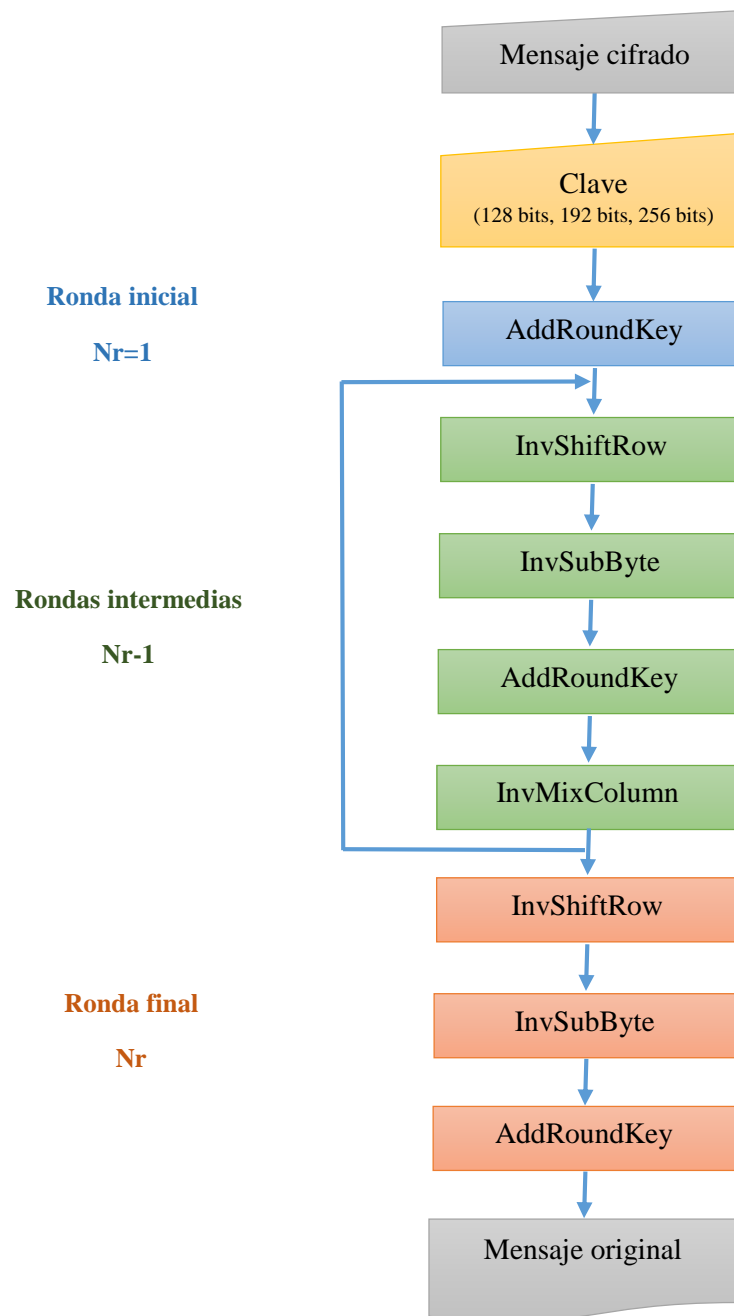 Mensaje cifrado
Clave
(128 bits, 192 bits, 256 bits)
Ronda inicial
Nr=1
AddRoundKey
InvShiftRow
InvSubByte
Rondas intermedias
Nr-1
AddRoundKey
InvMixColumn
InvShiftRow
Ronda final
Nr
InvSubByte
AddRoundKey
Mensaje original